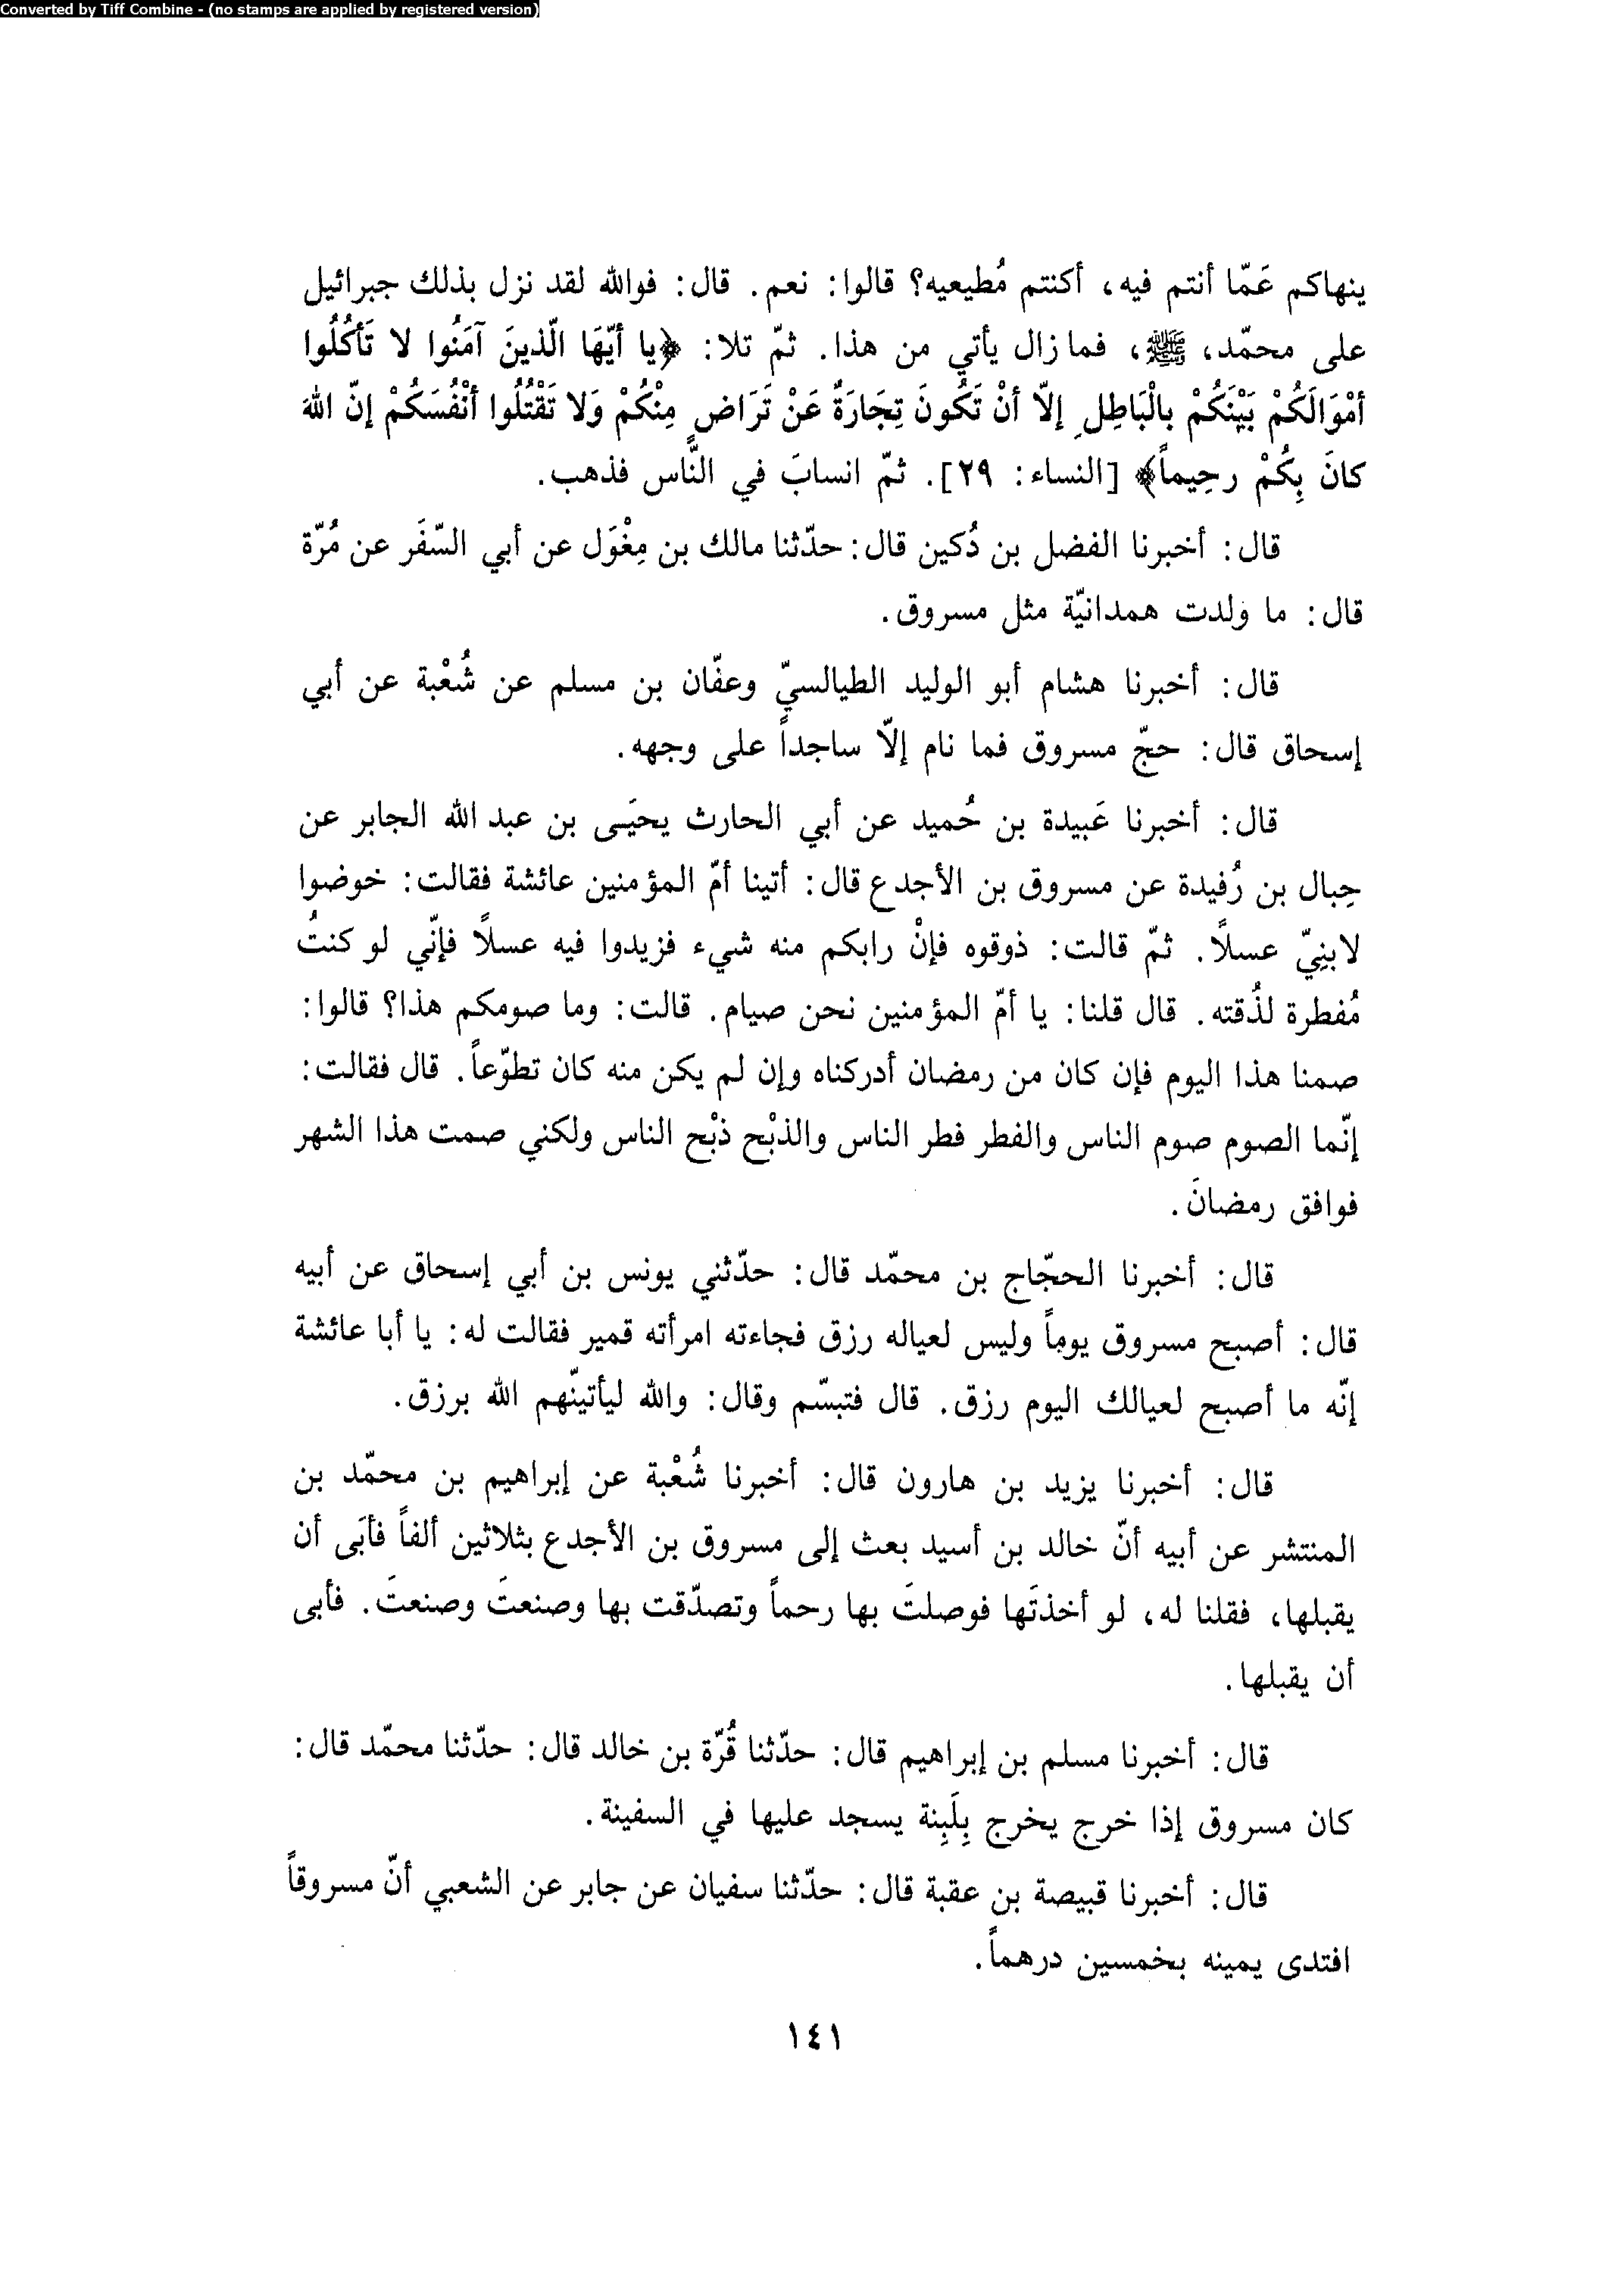 Converted by Tiff Combine - (no stamps are applied by registered version)
ينهاكم عَمّا أنتم فيه، أكنتم مُطيعيه؟ قالوا: نعم. قال: فوالله لقد نزل بذلك جبرائيل
على محمّد، ﷺ، فما زال يأتي من هذا. ثمّ تلا: ﴿يا أيّهَا الّذينَ آمَنُوا لا تَأكُلُوا
أمْوَالَكُمْ بَيْنَكُمْ بالْبَاطِلِ إلاّ أنْ تَكُونَ تِجَارَةً عَنْ تَرَاضٍ مِنْكُمْ وَلا تَقْتُلُوا أنْفُسَكُمْ إنّ اللهَ
كانَ بِكُمْ رحِيماً﴾ [النساء: ٢٩]. ثمّ انسابَ في النّاس فذهب.
قال: أخبرنا الفضل بن دُكين قال: حدّثنا مالك بن مِغْوَل عن أبي السّفَر عن مُرّة
قال: ما ولدت همدانيّة مثل مسروق.
قال: أخبرنا هشام أبو الوليد الطيالسيّ وعفّان بن مسلم عن شُعْبة عن أبي
إسحاق قال: حجّ مسروق فما نام إلاّ ساجداً على وجهه.
قال: أخبرنا عَبيدة بن حُميد عن أبي الحارث يحيَـى بن عبد الله الجابر عن
حِبال بن رُفيدة عن مسروق بن الأجدع قال: أتينا أمّ المؤمنين عائشة فقالت: خوضوا
لابنِيّ عسلاً. ثمّ قالت: ذوقوه فإنْ رابكم منه شيء فزيدوا فيه عسلاً فإنّي لو كنتُ
مُفطرة لذُقته. قال قلنا: يا أمّ المؤمنين نحن صيام. قالت: وما صومكم هذا؟ قالوا:
صمنا هذا اليوم فإن كان من رمضان أدركناه وإن لم يكن منه كان تطوّعاً. قال فقالت:
إنّما الصوم صوم الناس والفطر فطر الناس والذبْح ذبْح الناس ولكني صمت هذا الشهر
فوافق رمضانَ.
قال: أخبرنا الحجّاج بن محمّد قال: حدّثني يونس بن أبي إسحاق عن أبيه
قال: أصبح مسروق يوماً وليس لعياله رزق فجاءته امرأته قمير فقالت له: يا أبا عائشة
إنّه ما أصبح لعيالك اليوم رزق. قال فتبسّم وقال: والله ليأتينّهم الله برزق.
قال: أخبرنا يزيد بن هارون قال: أخبرنا شُعْبة عن إبراهيم بن محمّد بن
المنتشر عن أبيه أنّ خالد بن أسيد بعث إلى مسروق بن الأجدع بثلاثين ألفاً فأبَى أن
يقبلها، فقلنا له، لو أخذتَها فوصلتَ بها رحماً وتصدّقت بها وصنعتَ وصنعتَ. فأبى
أن يقبلها.
قال: أخبرنا مسلم بن إبراهيم قال: حدّثنا قُرّة بن خالد قال: حدّثنا محمّد قال:
كان مسروق إذا خرج يخرج بِلَبِنة يسجد عليها في السفينة.
قال: أخبرنا قبيصة بن عقبة قال: حدّثنا سفيان عن جابر عن الشعبي أنّ مسروقاً
افتدى يمينه بخمسين درهماً.
١٤١